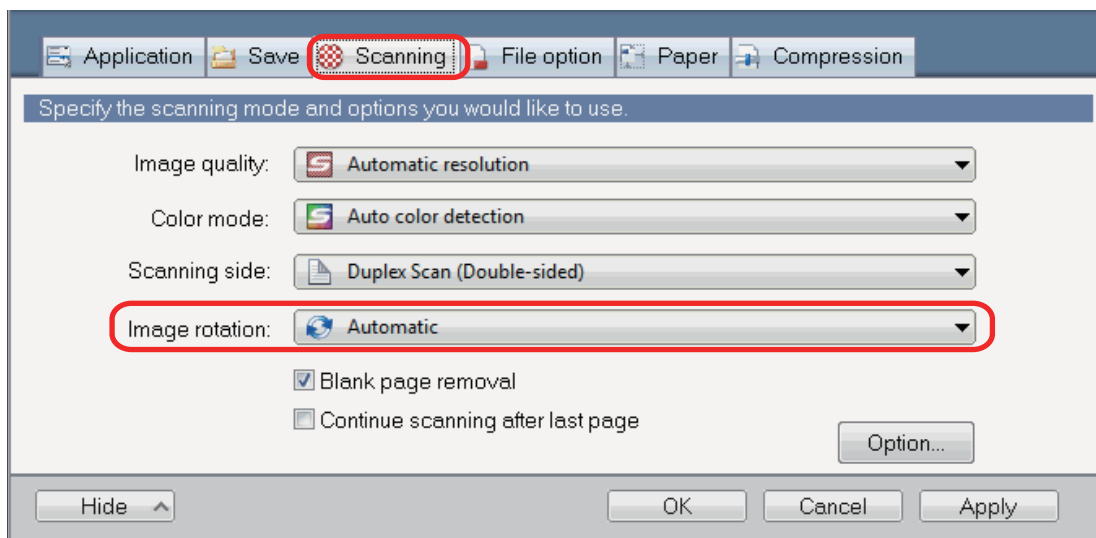 Application Save Scanning File option Paper Compression
Specify the scanning mode and options you would like to use.
Image quality: Automatic resolution
Color mode: Auto color detection
Scanning side: Duplex Scan (Double-sided)
Image rotation: Automatic
Blank page removal
Continue scanning after last page
Option...
Hide OK Cancel Apply